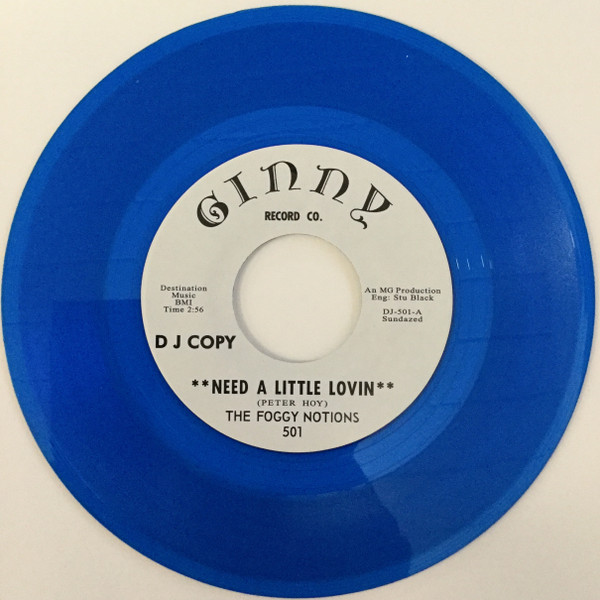 GINNY
RECORD CO.
Destination
Music
BMI
Time 2:56
An MG Production
Eng: Stu Black
DJ-501-A
Sundazed
D J COPY
**NEED A LITTLE LOVIN**
(PETER HOY)
THE FOGGY NOTIONS
501